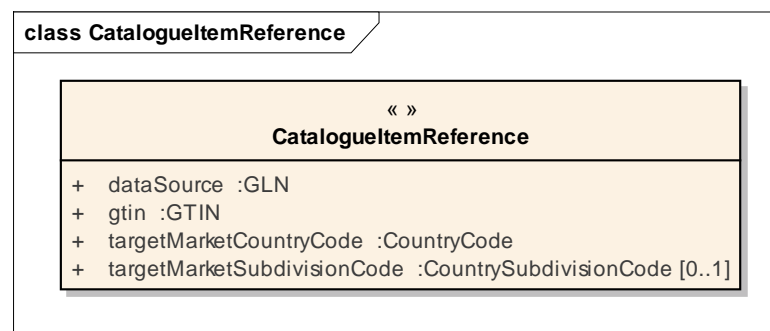 class CatalogueItemReference
« »
CatalogueItemReference
+ dataSource :GLN
+ gtin :GTIN
+ targetMarketCountryCode :CountryCode
+ targetMarketSubdivisionCode :CountrySubdivisionCode [0..1]